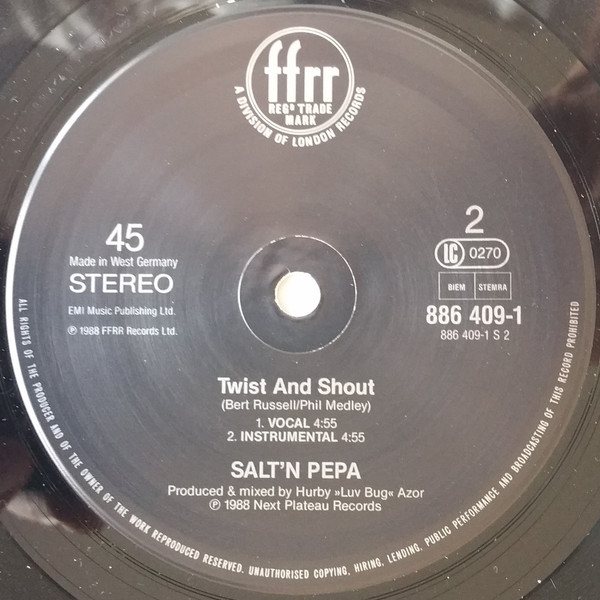 ffrr
REGD TRADE
MARK
A DIVISION OF LONDON RECORDS
45
Made in West Germany
STEREO
EMI Music Publishing Ltd.
℗ 1988 FFRR Records Ltd.
2
LC 0270
BIEM STEMRA
886 409-1
886 409-1 S 2
Twist And Shout
(Bert Russell/Phil Medley)
1. VOCAL 4:55
2. INSTRUMENTAL 4:55
SALT'N PEPA
Produced & mixed by Hurby »Luv Bug« Azor
℗ 1988 Next Plateau Records
ALL RIGHTS OF THE PRODUCER AND OF THE OWNER OF THE WORK REPRODUCED RESERVED. UNAUTHORISED COPYING, HIRING, LENDING, PUBLIC PERFORMANCE AND BROADCASTING OF THIS RECORD PROHIBITED